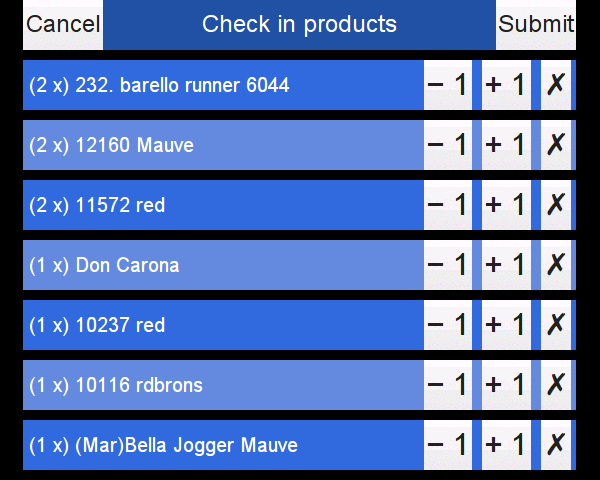 Cancel Check in products Submit
(2 x) 232. barello runner 6044 − 1 + 1 ✗
(2 x) 12160 Mauve − 1 + 1 ✗
(2 x) 11572 red − 1 + 1 ✗
(1 x) Don Carona − 1 + 1 ✗
(1 x) 10237 red − 1 + 1 ✗
(1 x) 10116 rdbrons − 1 + 1 ✗
(1 x) (Mar)Bella Jogger Mauve − 1 + 1 ✗